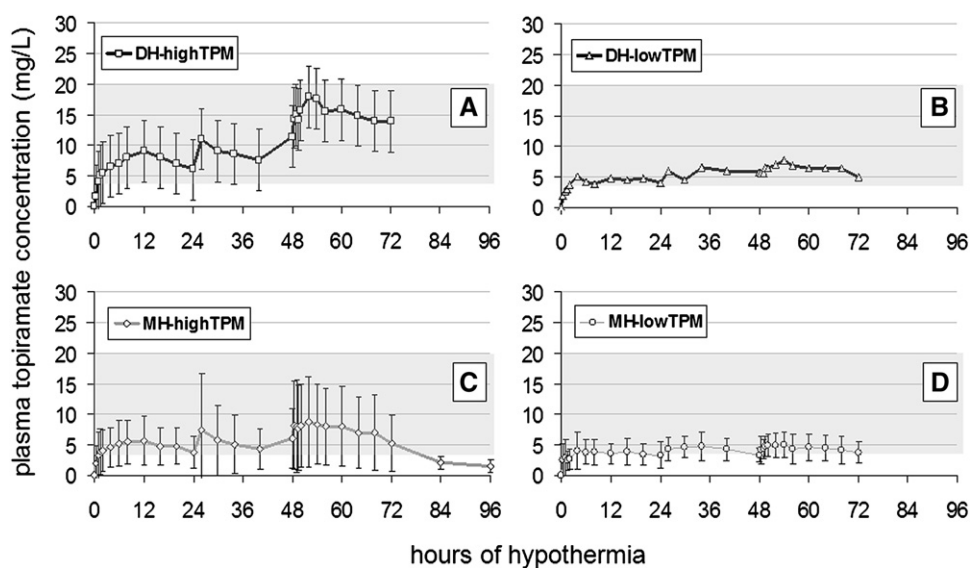 plasma topiramate concentration (mg/L)
30
25
20
15
10
5
0
DH-highTPM
A
0 12 24 36 48 60 72 84 96
30
25
20
15
10
5
0
DH-lowTPM
B
0 12 24 36 48 60 72 84 96
30
25
20
15
10
5
0
MH-highTPM
C
0 12 24 36 48 60 72 84 96
30
25
20
15
10
5
0
MH-lowTPM
D
0 12 24 36 48 60 72 84 96
hours of hypothermia